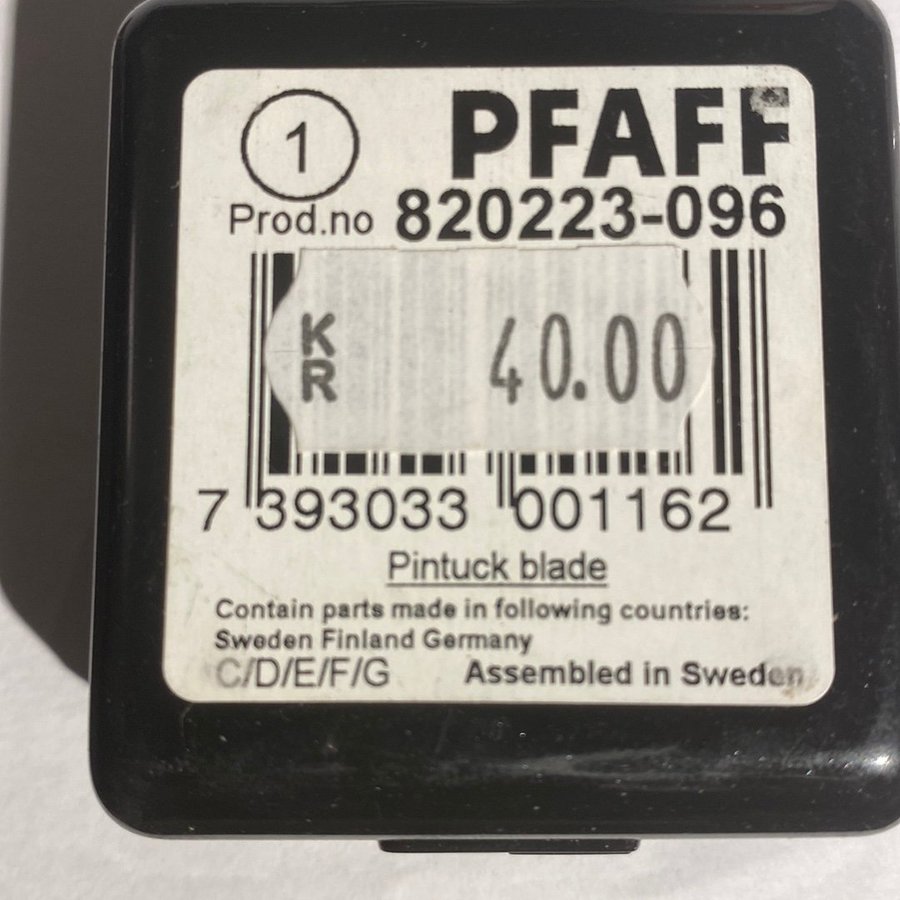 1 PFAFF
Prod.no 820223-096
KR 40.00
7 393033 001162
Pintuck blade
Contain parts made in following countries:
Sweden Finland Germany
C/D/E/F/G Assembled in Sweden